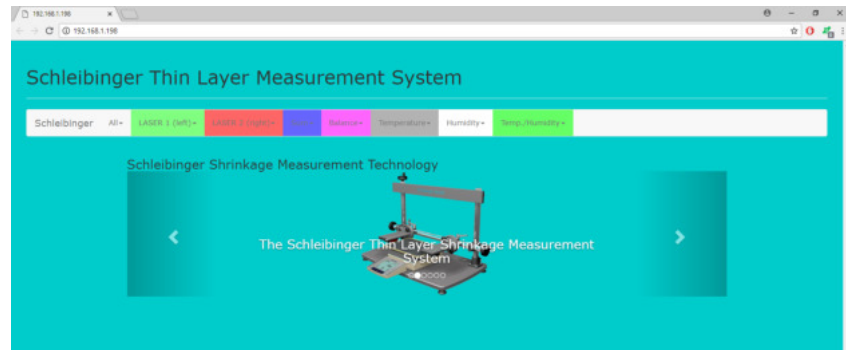 192.168.1.198
192.168.1.198
Schleibinger Thin Layer Measurement System
Schleibinger All LASER 1 (left) LASER 2 (right) Balance Temperature Humidity Temp./Humidity
Schleibinger Shrinkage Measurement Technology
The Schleibinger Thin Layer Shrinkage Measurement
System